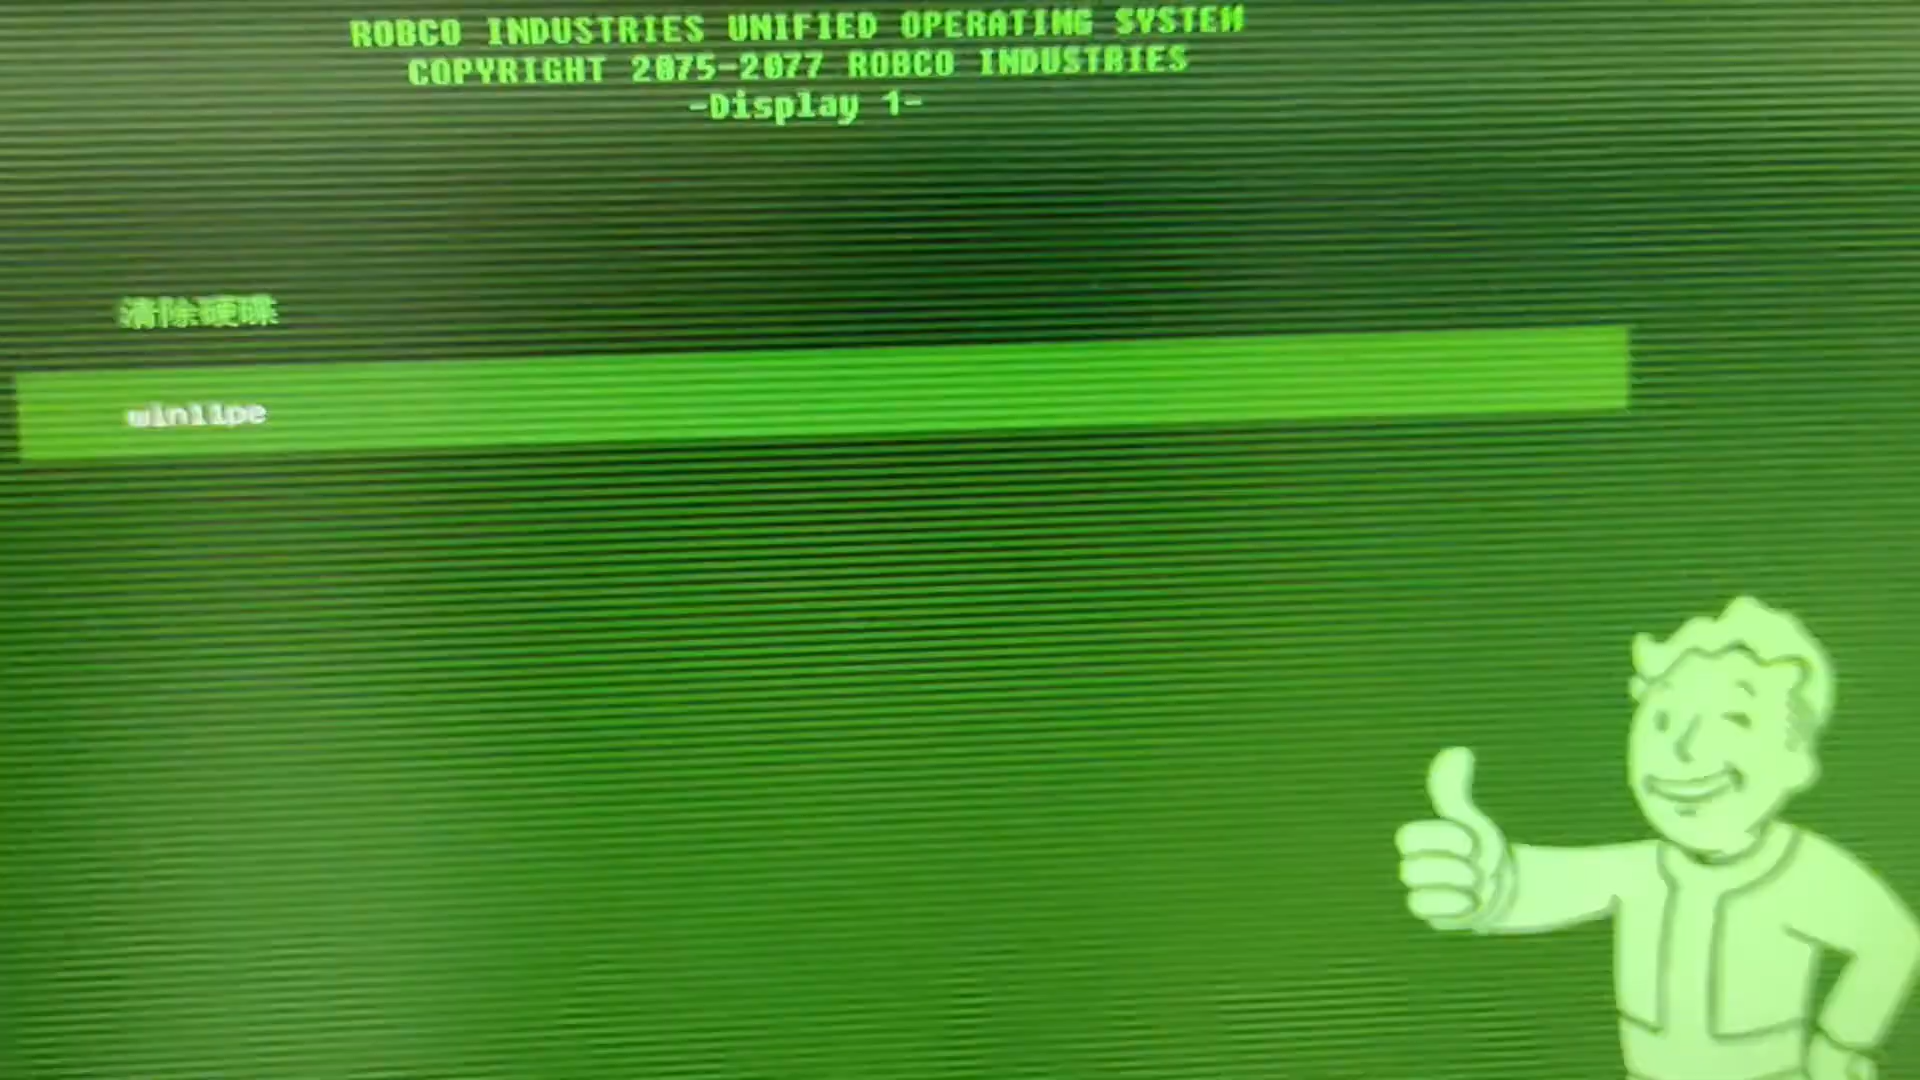 ROBCO INDUSTRIES UNIFIED OPERATING SYSTEM
COPYRIGHT 2075-2077 ROBCO INDUSTRIES
-Display 1-
清除硬碟
win11pe